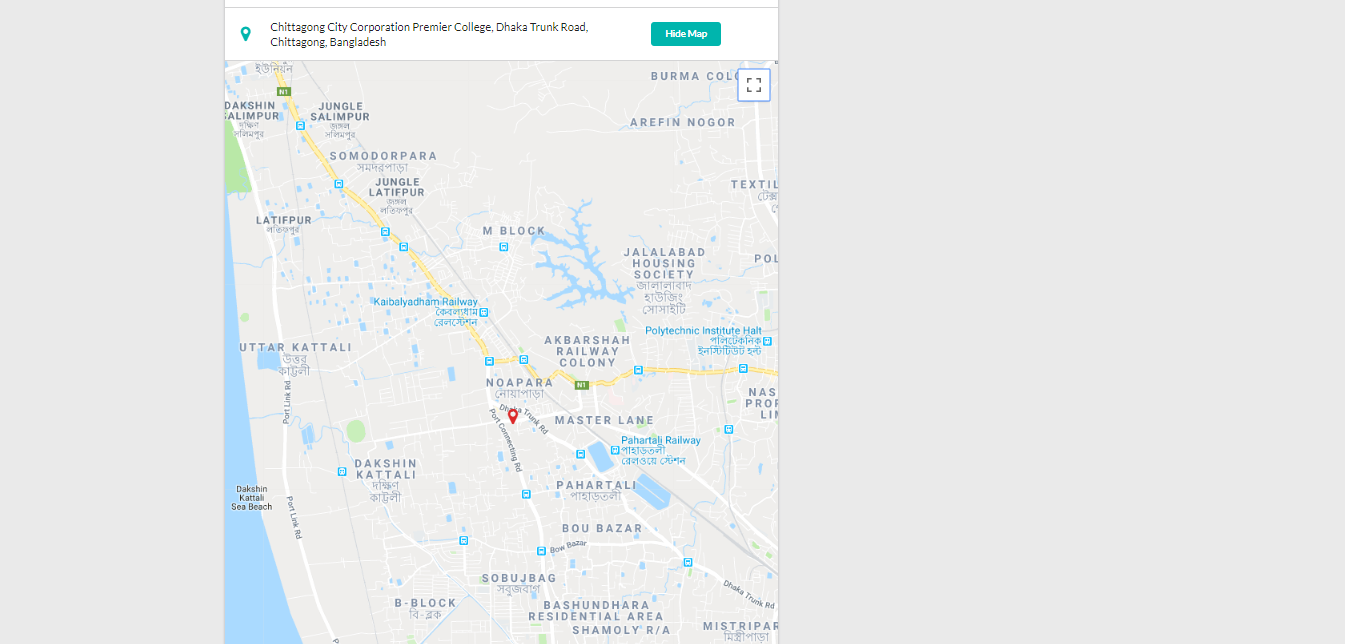 Chittagong City Corporation Premier College, Dhaka Trunk Road,
Chittagong, Bangladesh
Hide Map
ইউনিয়ন
BURMA COLO
N1
DAKSHIN
SALIMPUR
দক্ষিণ
সলিমপুর
JUNGLE
SALIMPUR
জঙ্গল
সলিমপুর
AREFIN NOGOR
SOMODORPARA
সমদরপাড়া
JUNGLE
LATIFPUR
জঙ্গল
লতিফপুর
TEXTIL
টেক্স
LATIFPUR
লতিফপুর
M BLOCK
JALALABAD
HOUSING
SOCIETY
জালালাবাদ
হাউজিং
সোসাইটি
POL
Kaibalyadham Railway
কৈবল্যধাম
রেলস্টেশন
Polytechnic Institute Halt
পলিটেকনিক
ইনস্টিটিউট হল্ট
UTTAR KATTALI
উত্তর
কাট্টলী
AKBARSHAH
RAILWAY
COLONY
NOAPARA
নোয়াপাড়া
N1
NAS
PROP
LIM
Port Link Rd
Dhaka Trunk Rd
Port Connecting Rd
MASTER LANE
Pahartali Railway
পাহাড়তলী
রেলওয়ে স্টেশন
DAKSHIN
KATTALI
দক্ষিণ
কাট্টলী
PAHARTALI
পাহাড়তলী
Dakshin
Kattali
Sea Beach
Port Link Rd
BOU BAZAR
Bow Bazar
SOBUJBAG
সবুজবাগ
Dhaka Trunk Rd
B-BLOCK
বি-ব্লক
BASHUNDHARA
RESIDENTIAL AREA
SHAMOLY R/A
MISTRIPAR
মিস্ত্রিপাড়া